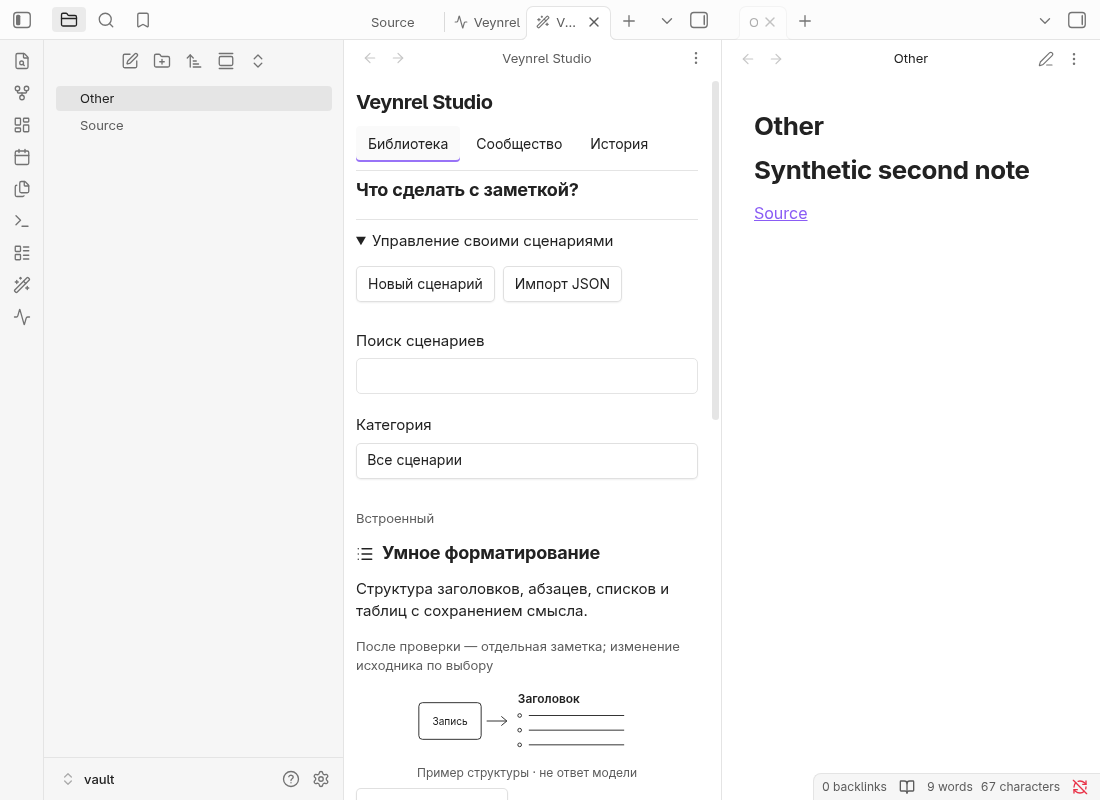 Source
Veynrel
V...
O
Other
Source
vault
Veynrel Studio
Veynrel Studio
Библиотека
Сообщество
История
Что сделать с заметкой?
Управление своими сценариями
Новый сценарий
Импорт JSON
Поиск сценариев
Категория
Все сценарии
Встроенный
Умное форматирование
Структура заголовков, абзацев, списков и
таблиц с сохранением смысла.
После проверки — отдельная заметка; изменение
исходника по выбору
Запись
Заголовок
Пример структуры · не ответ модели
Other
Other
Synthetic second note
Source
0 backlinks
9 words
67 characters